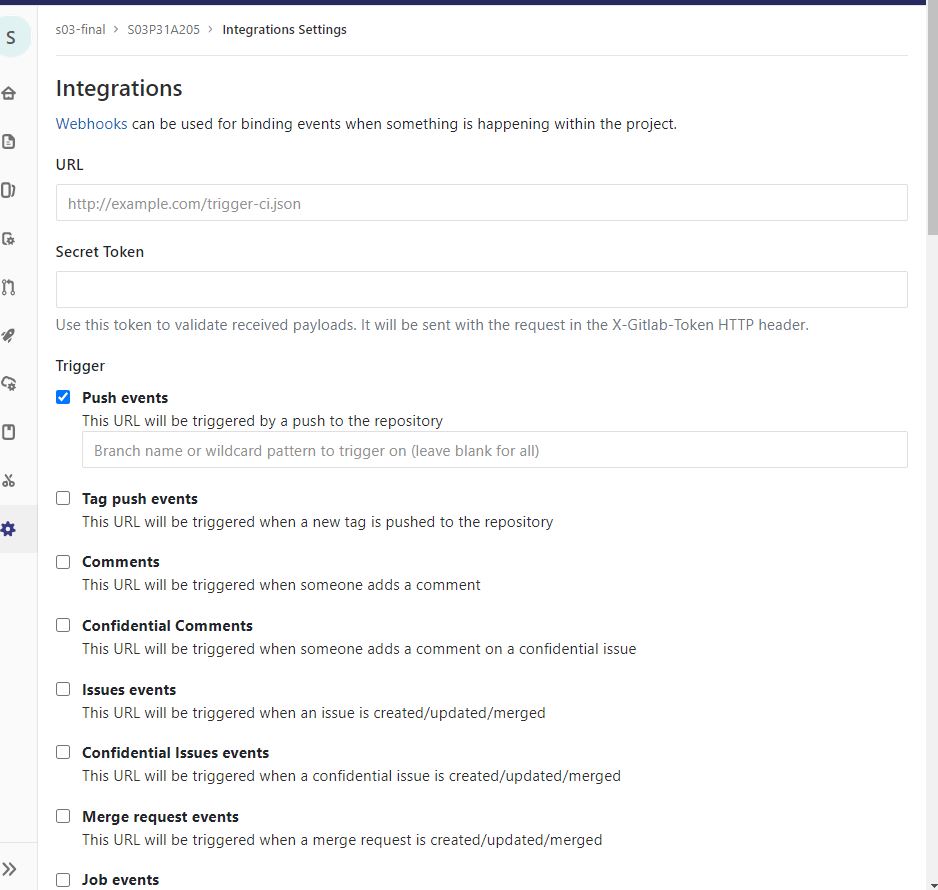 S
s03-final > S03P31A205 > Integrations Settings
Integrations
Webhooks can be used for binding events when something is happening within the project.
URL
http://example.com/trigger-ci.json
Secret Token
Use this token to validate received payloads. It will be sent with the request in the X-Gitlab-Token HTTP header.
Trigger
Push events
This URL will be triggered by a push to the repository
Branch name or wildcard pattern to trigger on (leave blank for all)
Tag push events
This URL will be triggered when a new tag is pushed to the repository
Comments
This URL will be triggered when someone adds a comment
Confidential Comments
This URL will be triggered when someone adds a comment on a confidential issue
Issues events
This URL will be triggered when an issue is created/updated/merged
Confidential Issues events
This URL will be triggered when a confidential issue is created/updated/merged
Merge request events
This URL will be triggered when a merge request is created/updated/merged
Job events